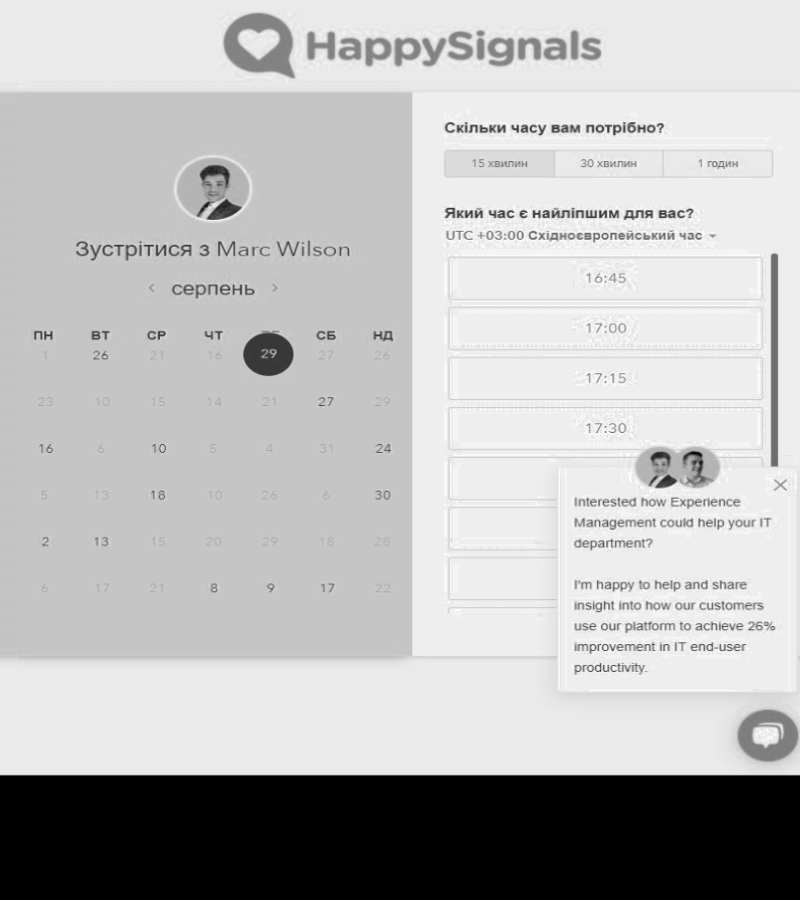 HappySignals
Зустрітися з Marc Wilson
серпень
ПН ВТ СР ЧТ СБ НД
1 26 21 16 29 27 26
23 10 15 14 21 27 29
16 6 10 5 4 31 24
5 13 18 10 26 6 30
2 13 15 20 29 18 28
6 17 21 8 9 17 22
Скільки часу вам потрібно?
15 хвилин 30 хвилин 1 годин
Який час є найліпшим для вас?
UTC +03:00 Східноєвропейський час
16:45
17:00
17:15
17:30
Interested how Experience
Management could help your IT
department?
I'm happy to help and share
insight into how our customers
use our platform to achieve 26%
improvement in IT end-user
productivity.